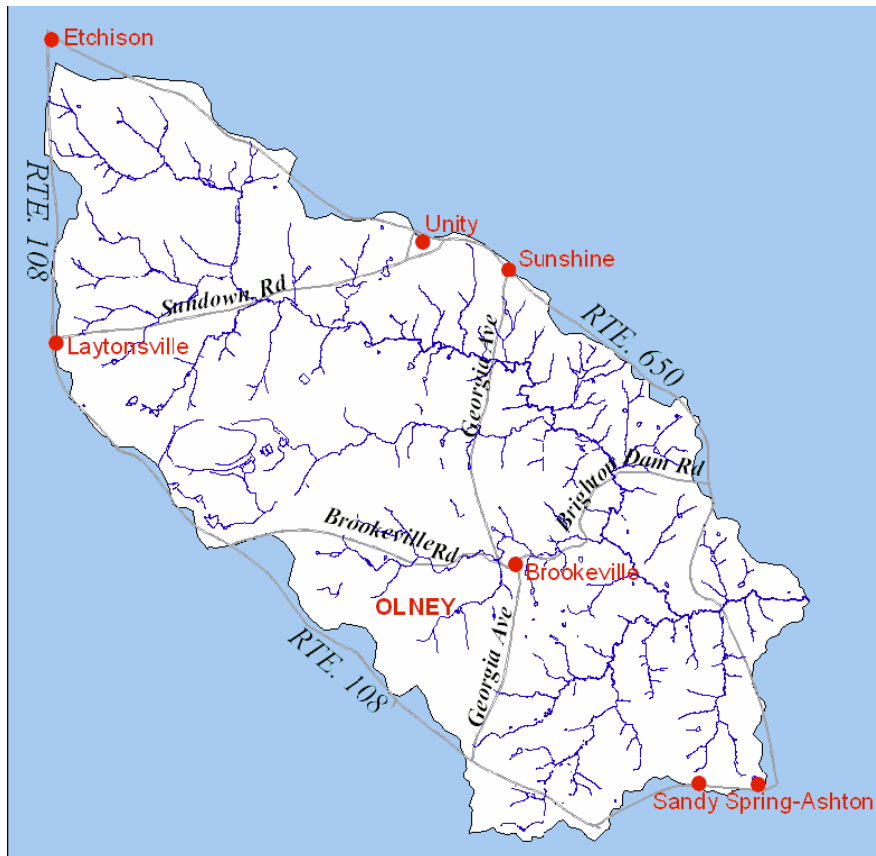 Etchison
RTE. 108
Unity
Sunshine
Sundown Rd
RTE. 650
Laytonsville
Georgia Ave
Brighton Dam Rd
Brookeville Rd
Brookeville
OLNEY
Georgia Ave
RTE. 108
Sandy Spring-Ashton